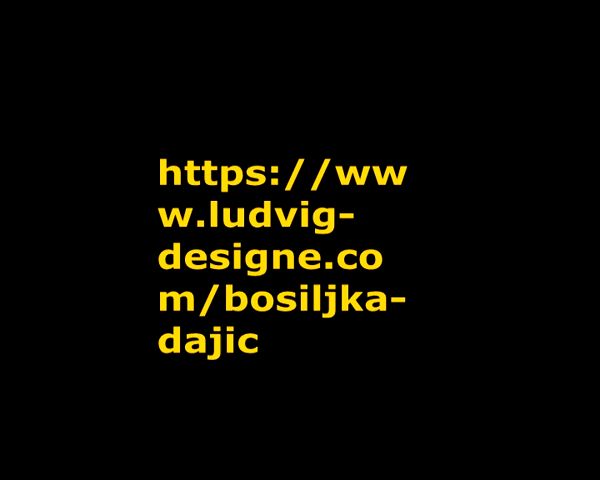 https://ww
w.ludvig-
designe.co
m/bosiljka-
dajic